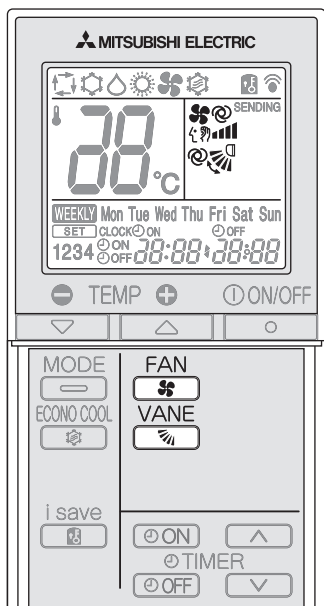 MITSUBISHI ELECTRIC
SENDING
88°C
WEEKLY Mon Tue Wed Thu Fri Sat Sun
SET CLOCK ON OFF
1234 ON OFF 88:88 88:88
TEMP ON/OFF
MODE FAN
ECONO COOL VANE
i save
ON
TIMER
OFF